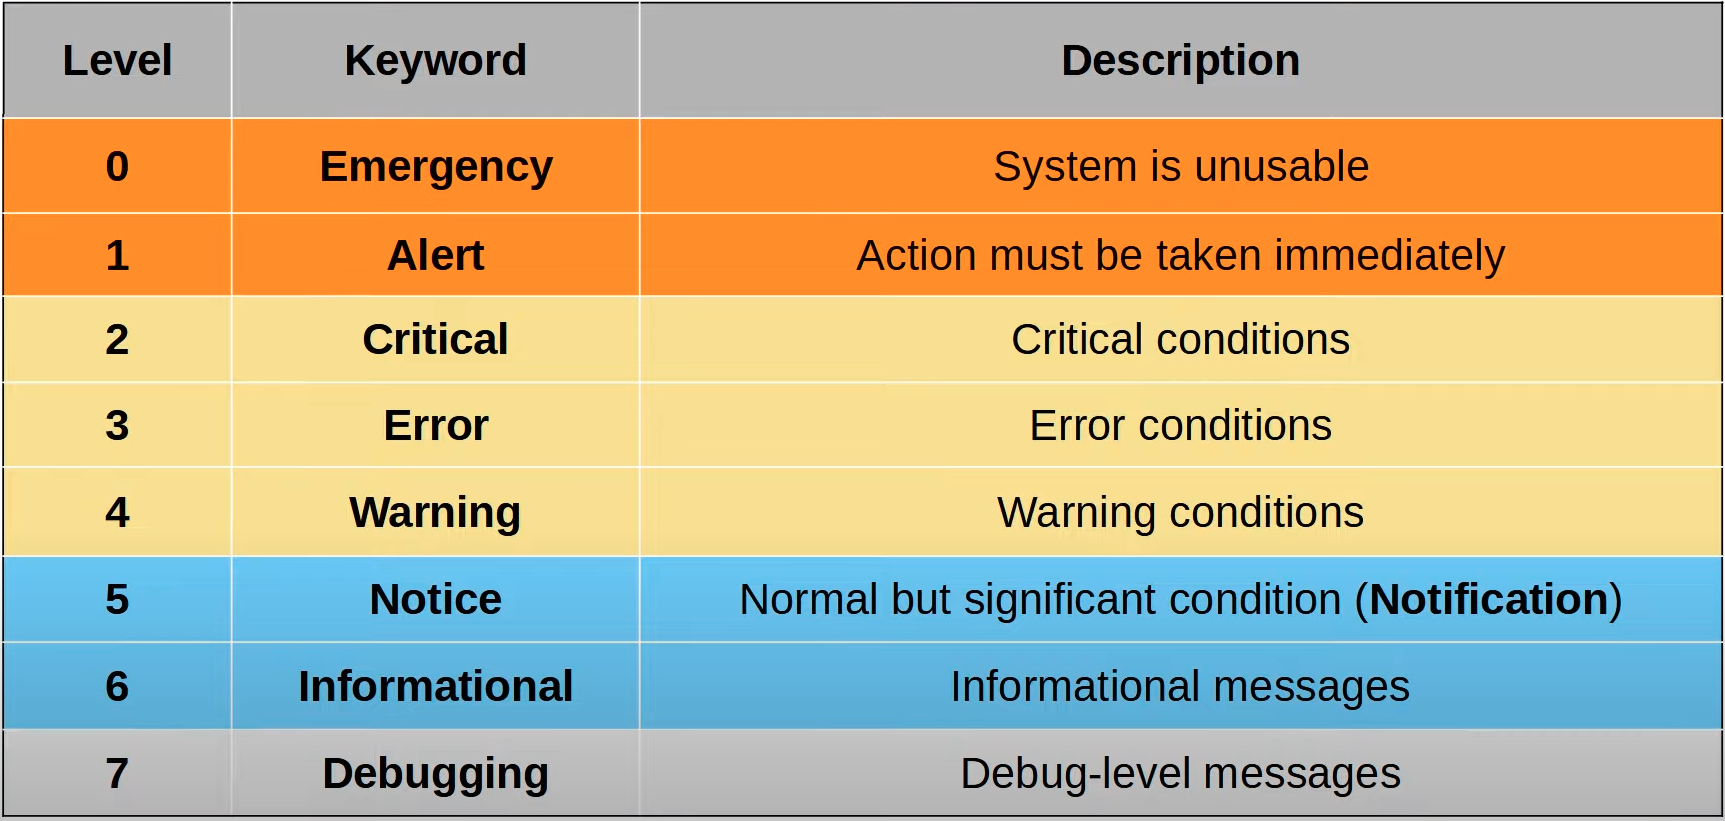 Level Keyword Description
0 Emergency System is unusable
1 Alert Action must be taken immediately
2 Critical Critical conditions
3 Error Error conditions
4 Warning Warning conditions
5 Notice Normal but significant condition (Notification)
6 Informational Informational messages
7 Debugging Debug-level messages